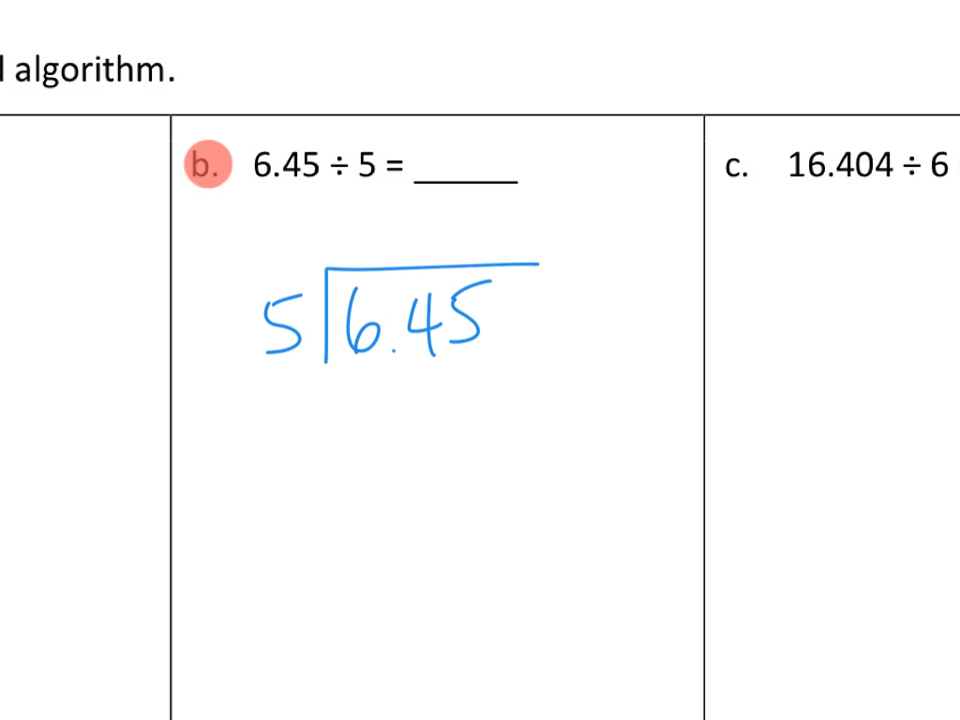 algorithm.
b. 6.45 ÷ 5 = ______
c. 16.404 ÷ 6
5 6.45